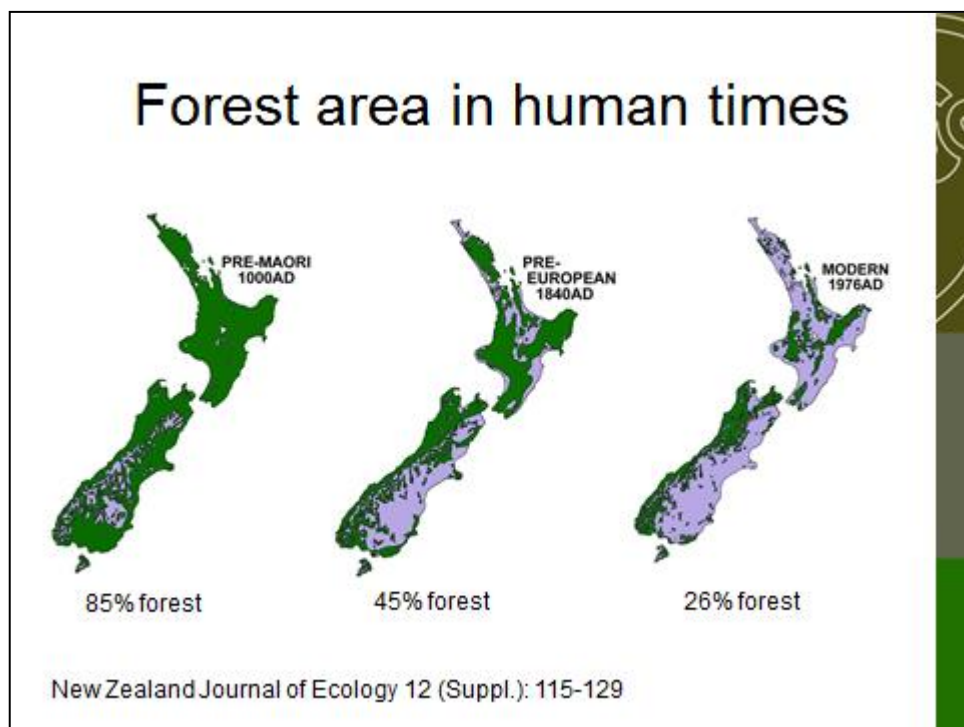 Forest area in human times
PRE-MAORI
1000AD
PRE-
EUROPEAN
1840AD
MODERN
1976AD
85% forest
45% forest
26% forest
New Zealand Journal of Ecology 12 (Suppl.): 115-129